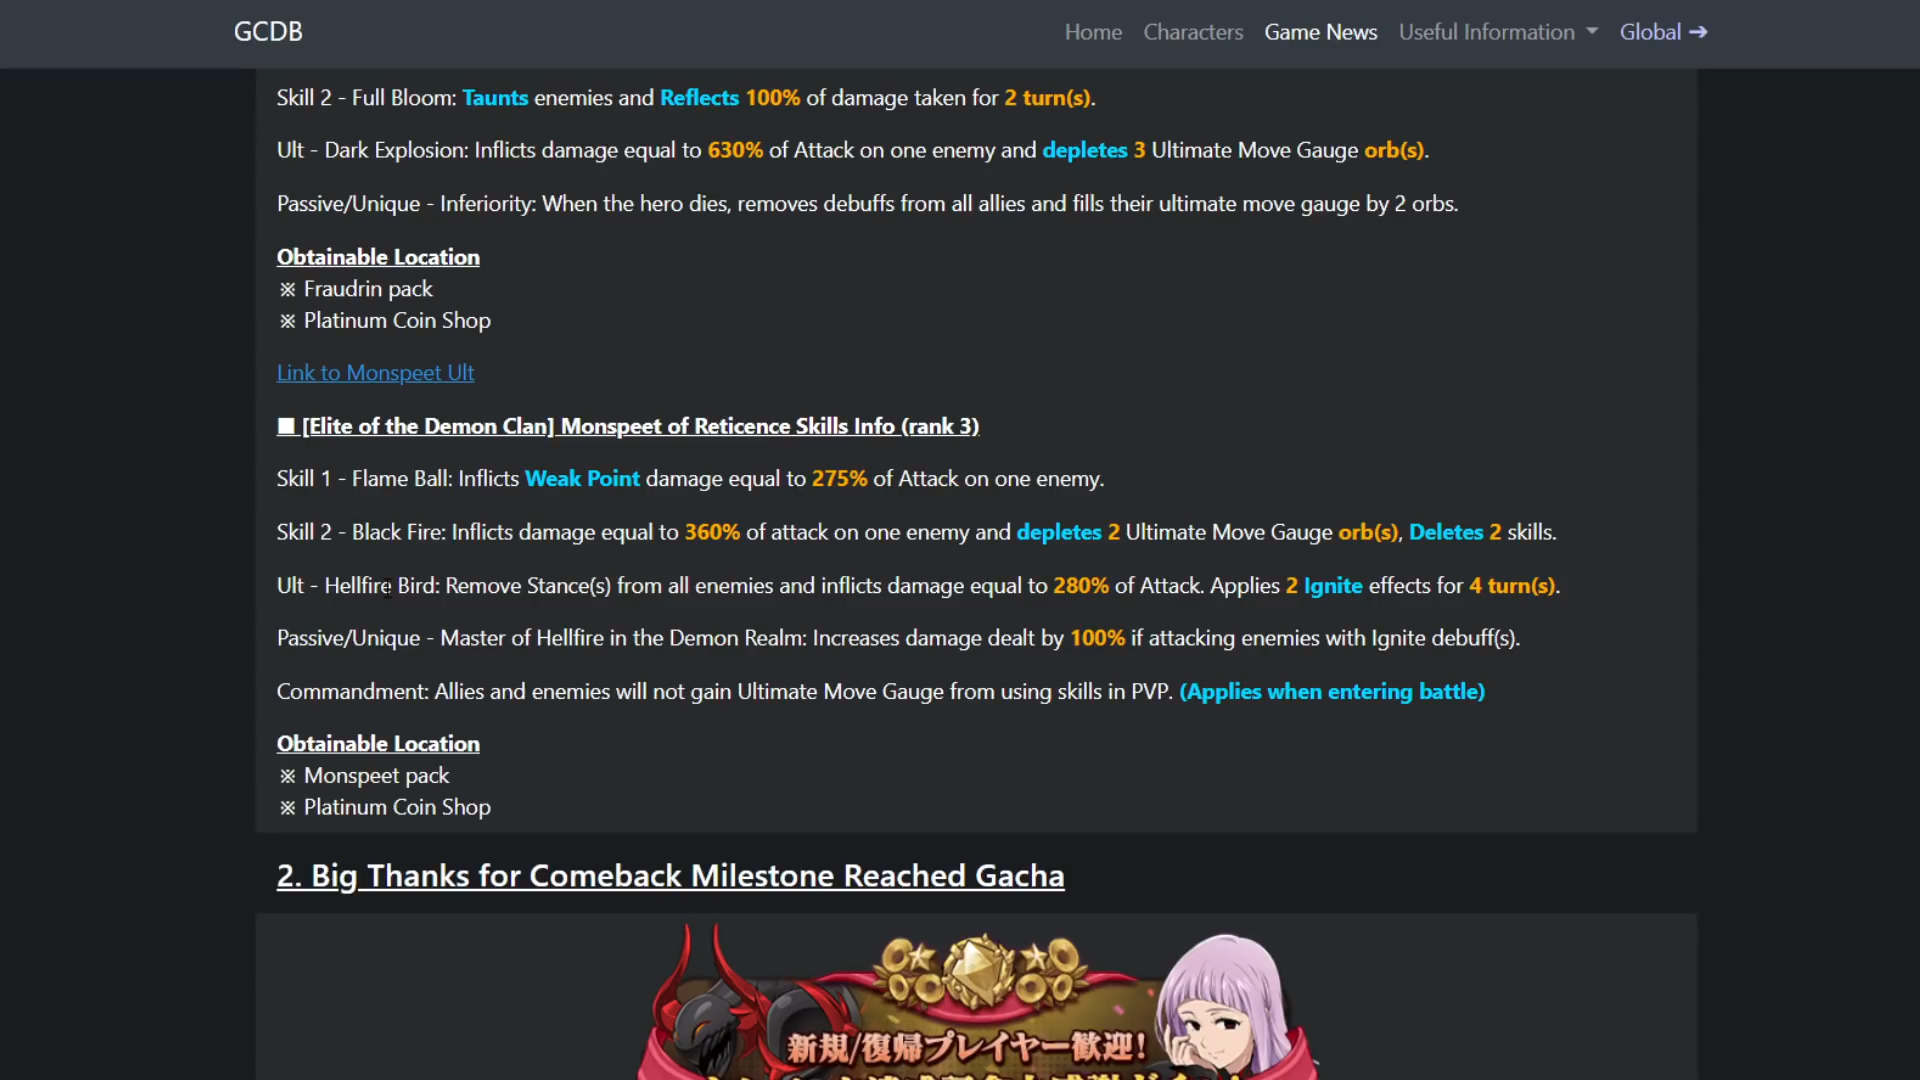 GCDB
Home Characters Game News Useful Information Global ➔
Skill 2 - Full Bloom: Taunts enemies and Reflects 100% of damage taken for 2 turn(s).
Ult - Dark Explosion: Inflicts damage equal to 630% of Attack on one enemy and depletes 3 Ultimate Move Gauge orb(s).
Passive/Unique - Inferiority: When the hero dies, removes debuffs from all allies and fills their ultimate move gauge by 2 orbs.
Obtainable Location
※ Fraudrin pack
※ Platinum Coin Shop
Link to Monspeet Ult
■ [Elite of the Demon Clan] Monspeet of Reticence Skills Info (rank 3)
Skill 1 - Flame Ball: Inflicts Weak Point damage equal to 275% of Attack on one enemy.
Skill 2 - Black Fire: Inflicts damage equal to 360% of attack on one enemy and depletes 2 Ultimate Move Gauge orb(s), Deletes 2 skills.
Ult - Hellfire Bird: Remove Stance(s) from all enemies and inflicts damage equal to 280% of Attack. Applies 2 Ignite effects for 4 turn(s).
Passive/Unique - Master of Hellfire in the Demon Realm: Increases damage dealt by 100% if attacking enemies with Ignite debuff(s).
Commandment: Allies and enemies will not gain Ultimate Move Gauge from using skills in PVP. (Applies when entering battle)
Obtainable Location
※ Monspeet pack
※ Platinum Coin Shop
2. Big Thanks for Comeback Milestone Reached Gacha
新規/復帰プレイヤー歓迎!